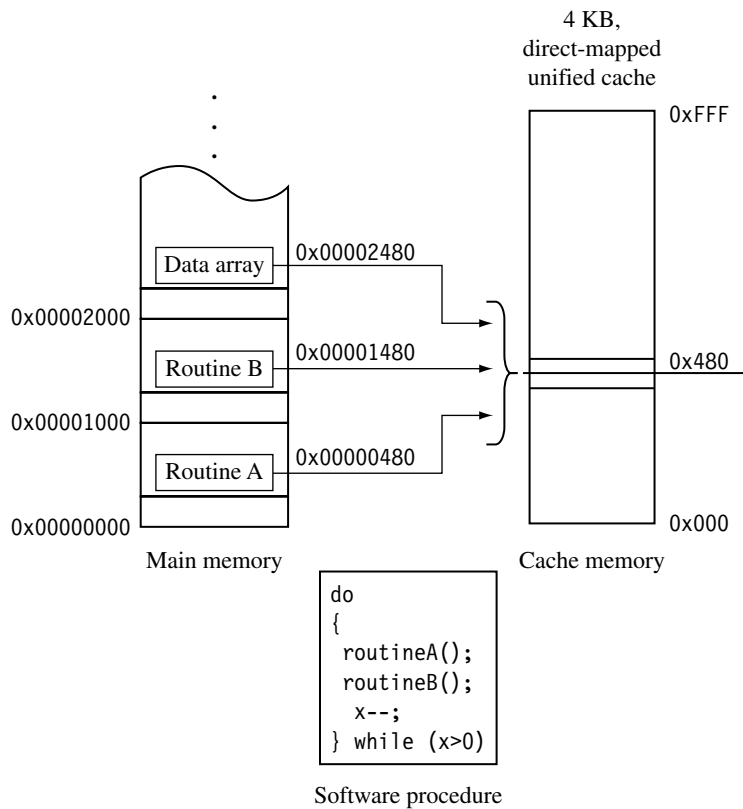 4 KB,
direct-mapped
unified cache
0xFFF
Data array
0x00002480
0x00002000
Routine B
0x00001480
0x480
0x00001000
Routine A
0x00000480
0x00000000
0x000
Main memory
Cache memory
do
{
routineA();
routineB();
x--;
} while (x>0)
Software procedure